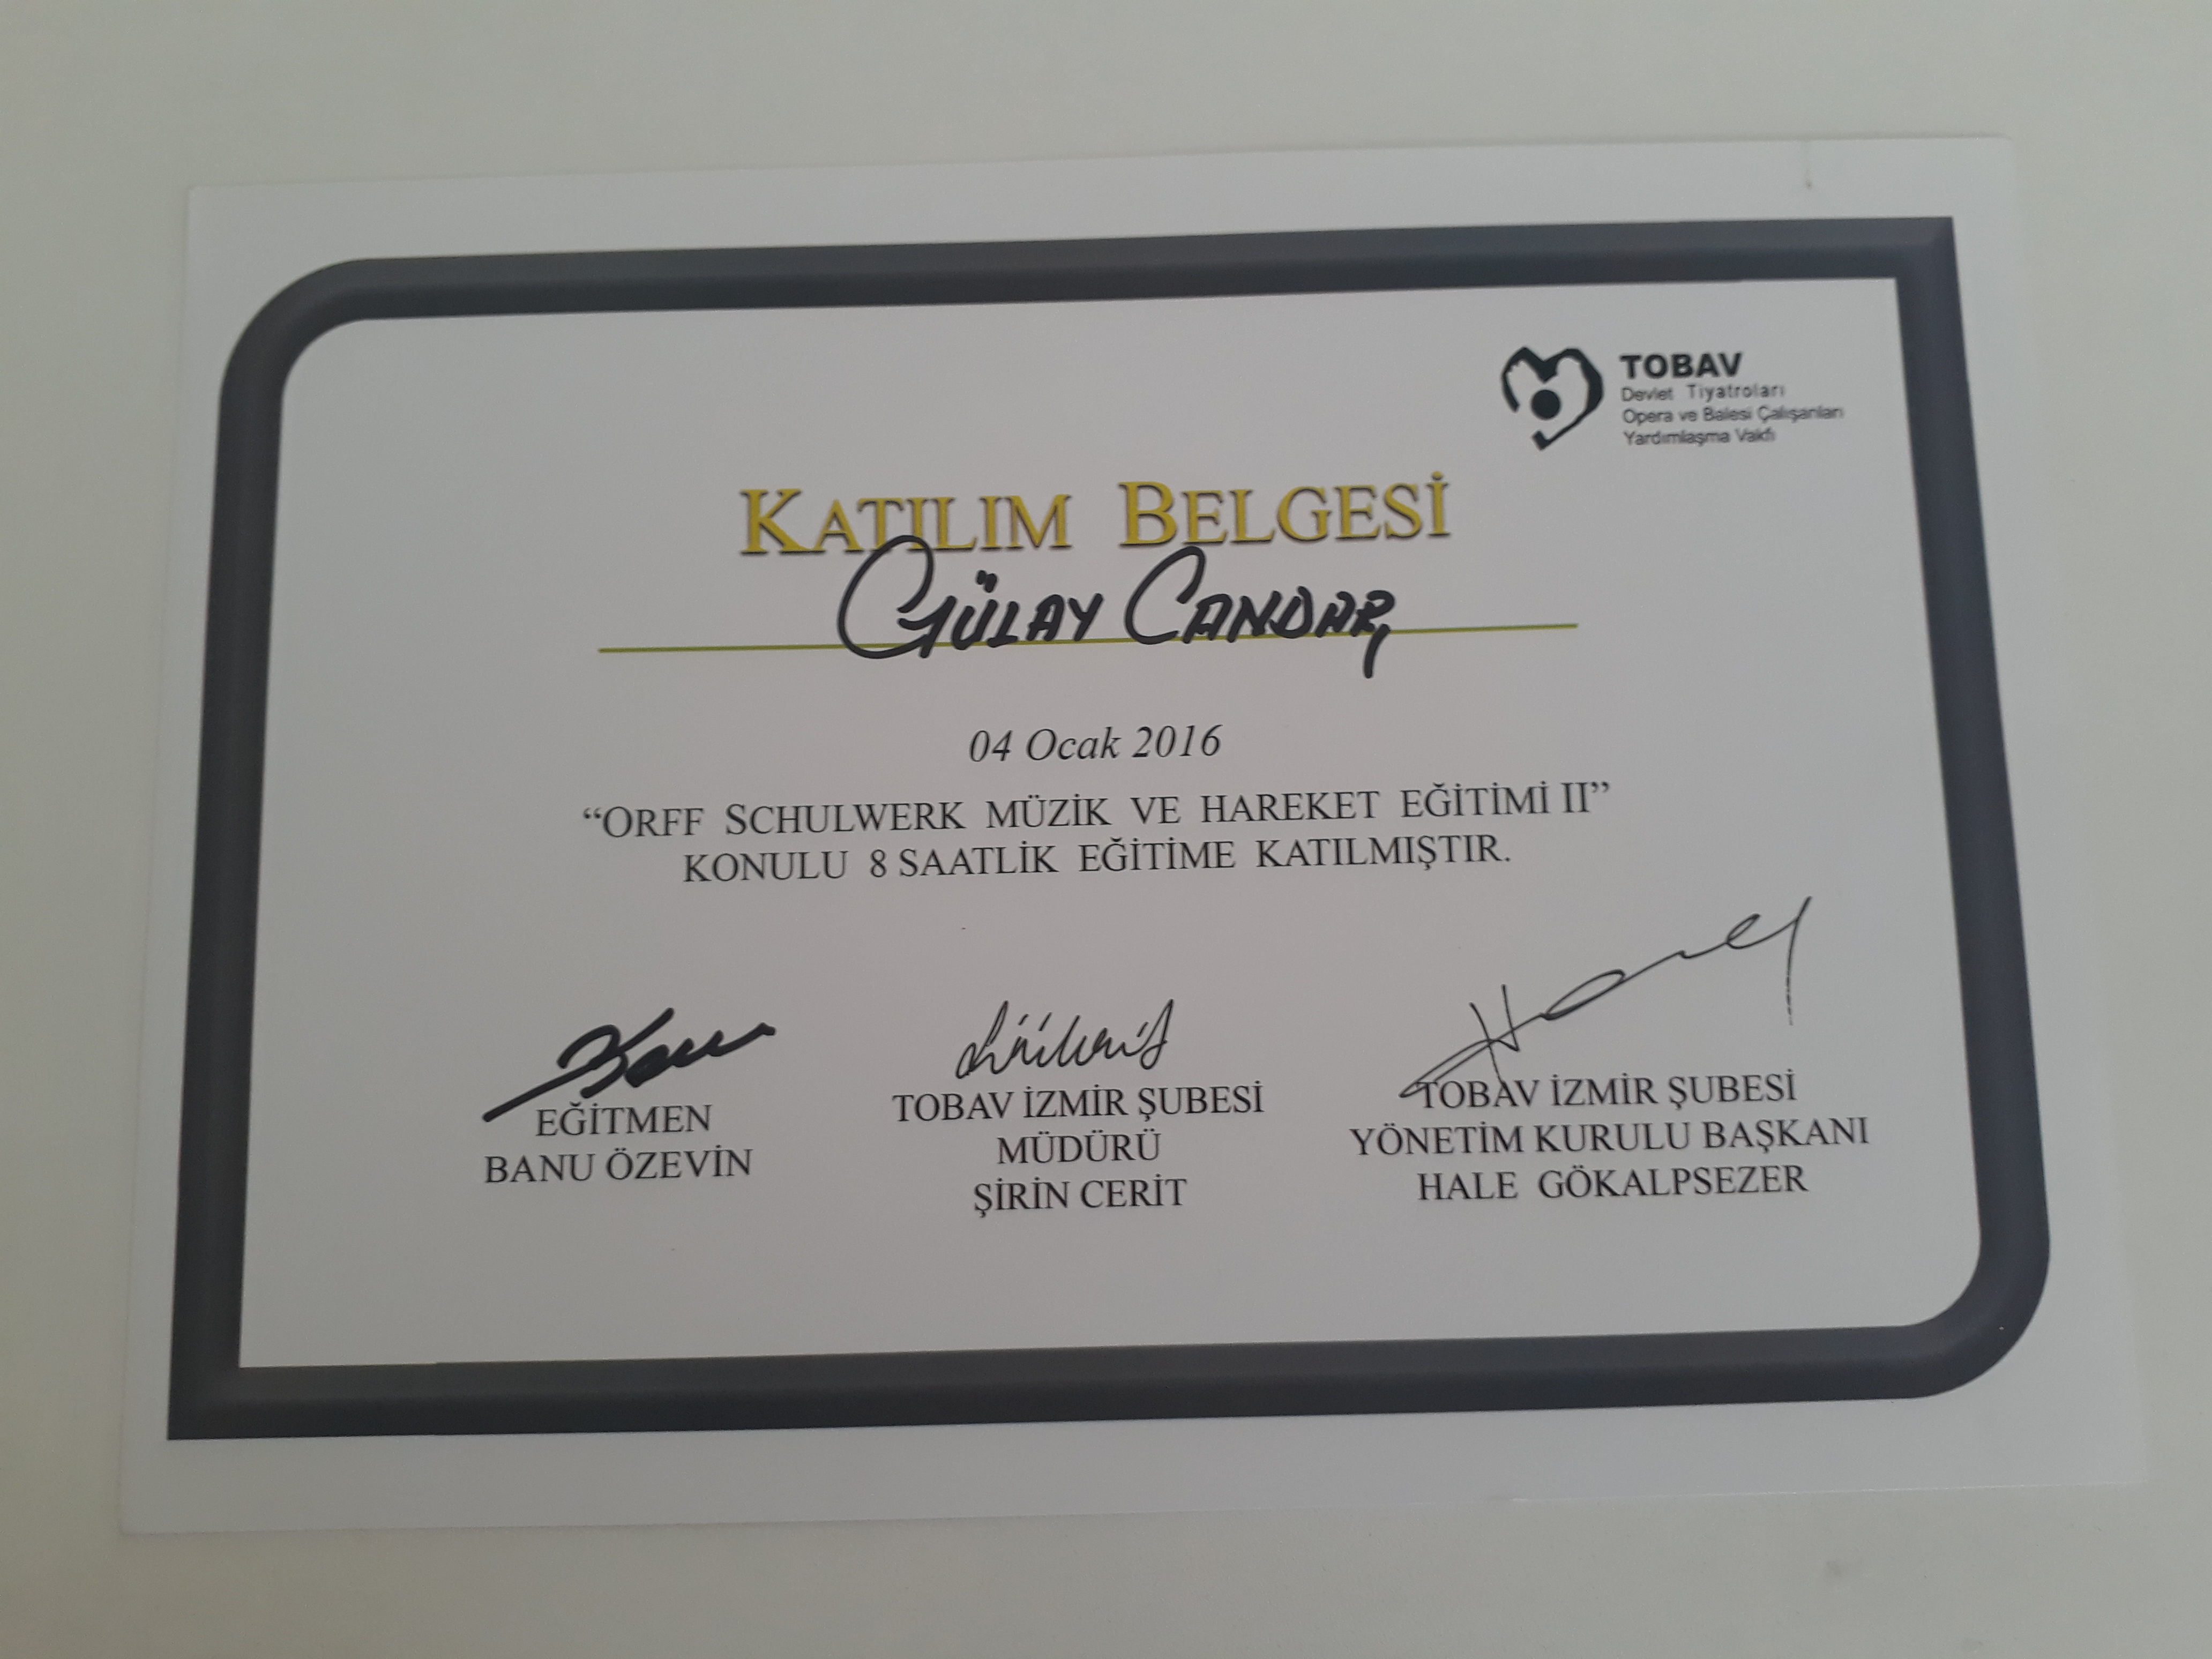 TOBAV
Devlet Tiyatroları
Opera ve Balesi Çalışanları
Yardımlaşma Vakfı
KATILIM BELGESİ
GÜLAY CANDAR
04 Ocak 2016
“ORFF SCHULWERK MÜZİK VE HAREKET EĞİTİMİ II”
KONULU 8 SAATLİK EĞİTİME KATILMIŞTIR.
EĞİTMEN
BANU ÖZEVİN
TOBAV İZMİR ŞUBESİ
MÜDÜRÜ
ŞİRİN CERİT
TOBAV İZMİR ŞUBESİ
YÖNETİM KURULU BAŞKANI
HALE GÖKALPSEZER